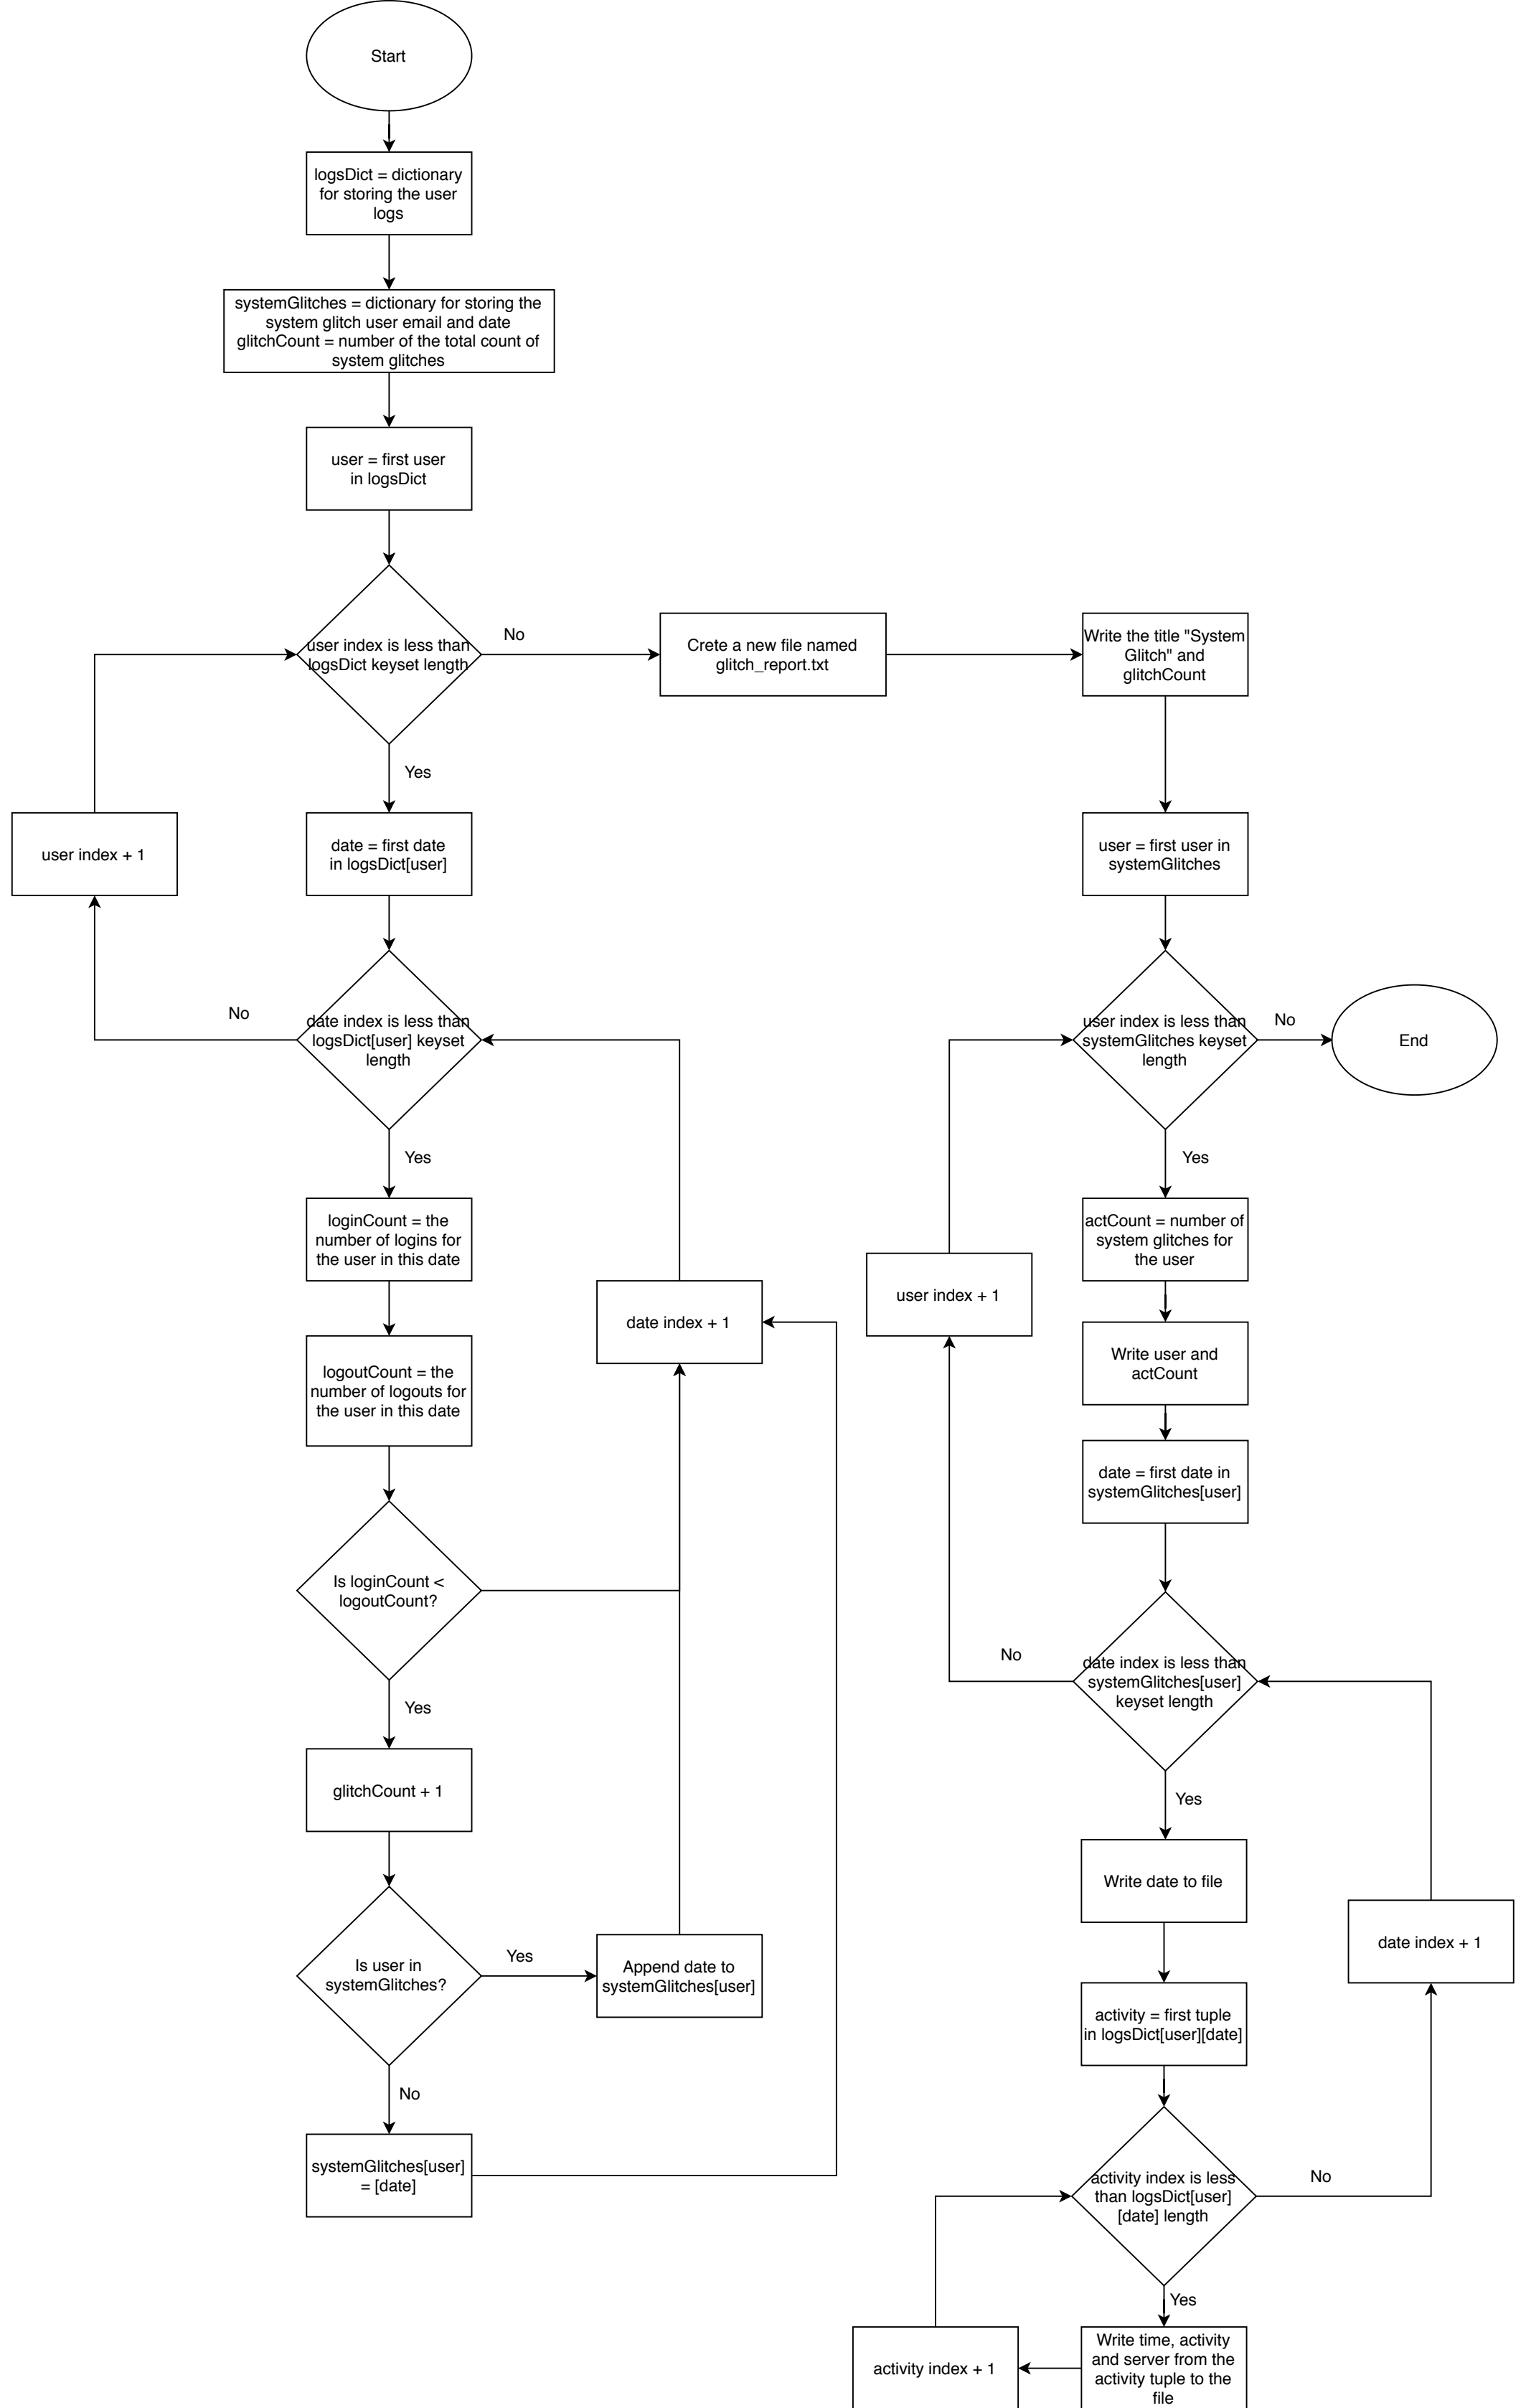 Start
logsDict = dictionary
for storing the user
logs
systemGlitches = dictionary for storing the
system glitch user email and date
glitchCount = number of the total count of
system glitches
user = first user
in logsDict
user index is less than
logsDict keyset length
No
Yes
Crete a new file named
glitch_report.txt
Write the title "System
Glitch" and
glitchCount
user index + 1
date = first date
in logsDict[user]
date index is less than
logsDict[user] keyset
length
No
Yes
loginCount = the
number of logins for
the user in this date
logoutCount = the
number of logouts for
the user in this date
date index + 1
Is loginCount <
logoutCount?
Yes
glitchCount + 1
Is user in
systemGlitches?
Yes
Append date to
systemGlitches[user]
No
systemGlitches[user]
= [date]
user = first user in
systemGlitches
user index is less than
systemGlitches keyset
length
No
End
Yes
actCount = number of
system glitches for
the user
user index + 1
Write user and
actCount
date = first date in
systemGlitches[user]
date index is less than
systemGlitches[user]
keyset length
No
Yes
Write date to file
date index + 1
activity = first tuple
in logsDict[user][date]
activity index is less
than logsDict[user]
[date] length
No
Yes
Write time, activity
and server from the
activity tuple to the
file
activity index + 1